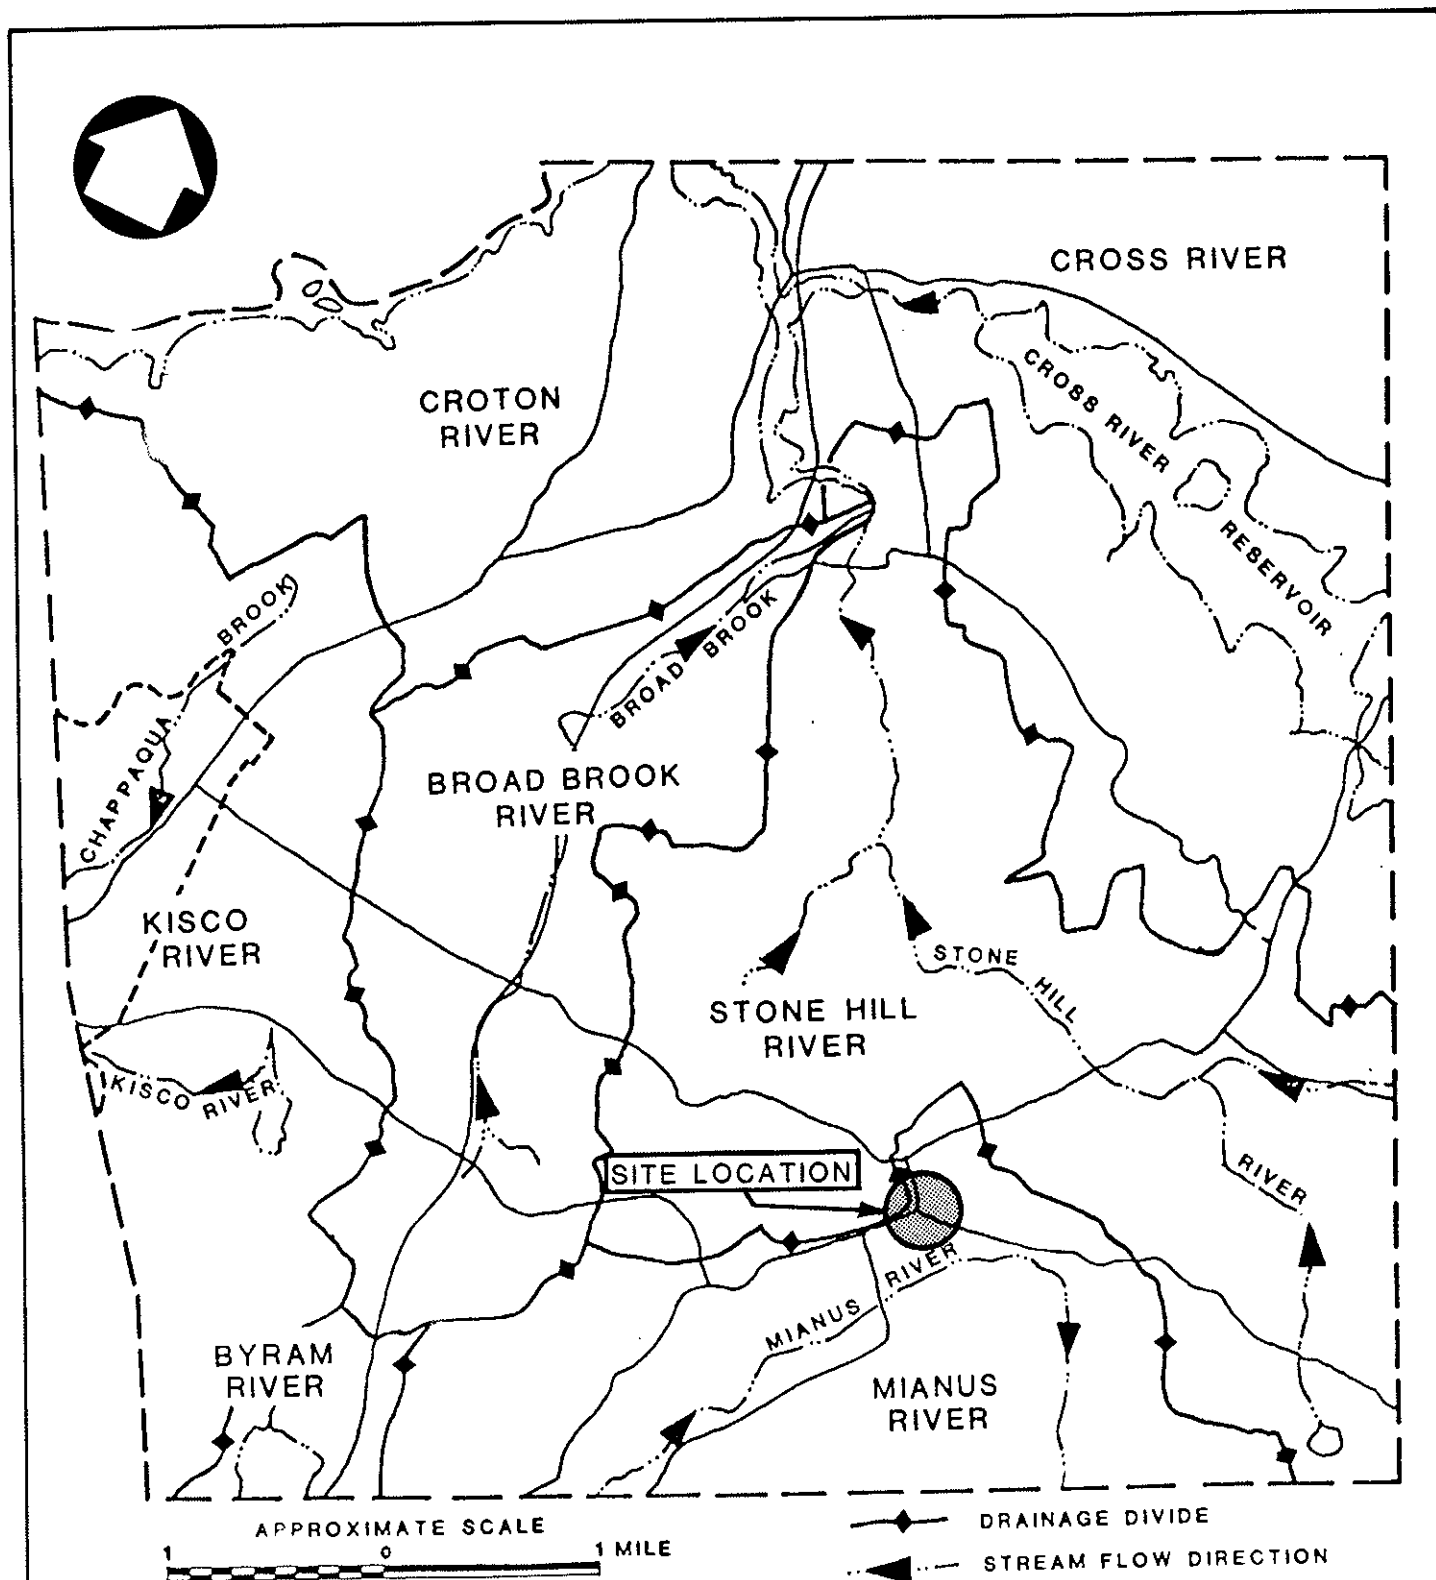 CROSS RIVER
CROTON
RIVER
CROSS RIVER
RESERVOIR
BROOK
CHAPPAQUA
BROAD BROOK
BROAD BROOK
RIVER
KISCO
RIVER
STONE
HILL
STONE HILL
RIVER
KISCO RIVER
SITE LOCATION
RIVER
MIANUS RIVER
BYRAM
RIVER
MIANUS
RIVER
APPROXIMATE SCALE
1 0 1 MILE
DRAINAGE DIVIDE
STREAM FLOW DIRECTION